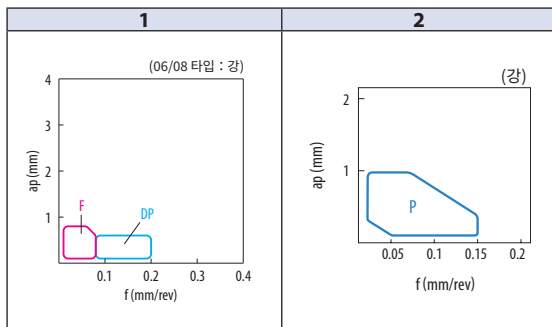 1
2
(06/08 타입 : 강)
4
3
2
1
ap (mm)
F
DP
0.1
0.2
0.3
0.4
f (mm/rev)
(강)
2
1
ap (mm)
P
0.05
0.1
0.15
0.2
f (mm/rev)